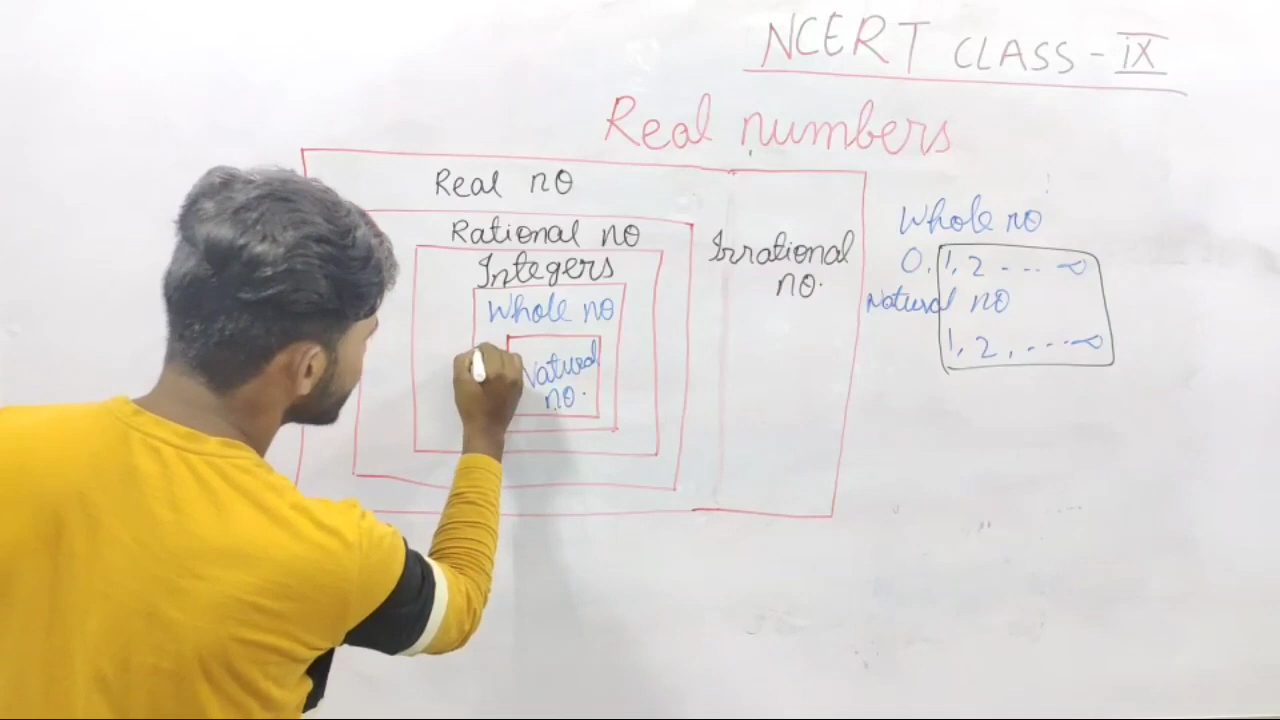 NCERT CLASS - IX
Real numbers
Real no
Rational no
Integers
Whole no
Natural
no.
Irrational
no.
Whole no
0, 1, 2 - - - ∞
Natural no
1, 2, - - - ∞